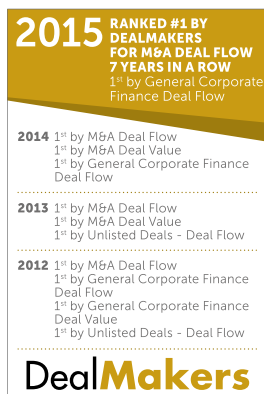 2015 RANKED #1 BY
DEALMAKERS
FOR M&A DEAL FLOW
7 YEARS IN A ROW
1st by General Corporate
Finance Deal Flow
2014 1st by M&A Deal Flow
1st by M&A Deal Value
1st by General Corporate Finance
Deal Flow
2013 1st by M&A Deal Flow
1st by M&A Deal Value
1st by Unlisted Deals - Deal Flow
2012 1st by M&A Deal Flow
1st by General Corporate Finance
Deal Flow
1st by General Corporate Finance
Deal Value
1st by Unlisted Deals - Deal Flow
DealMakers